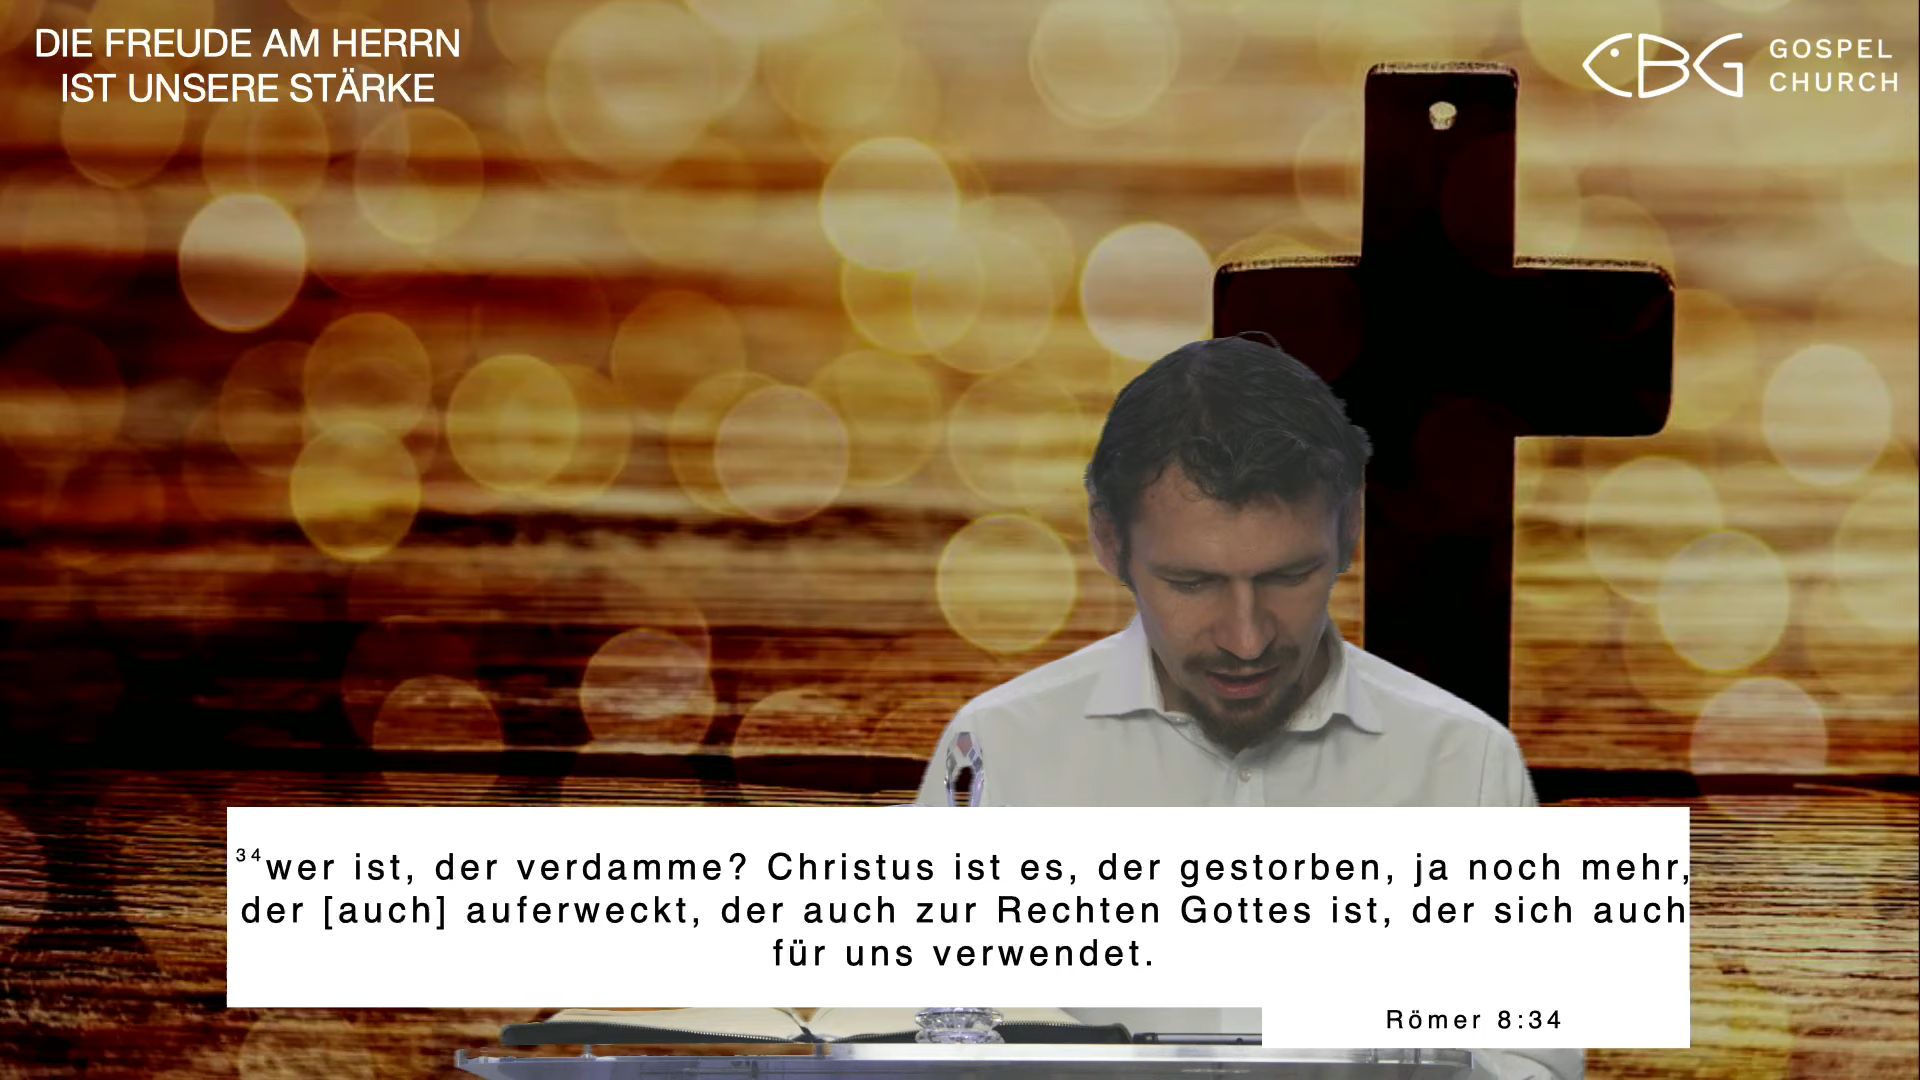 DIE FREUDE AM HERRN
IST UNSERE STÄRKE
CBG
GOSPEL
CHURCH
34wer ist, der verdamme? Christus ist es, der gestorben, ja noch mehr,
der [auch] auferweckt, der auch zur Rechten Gottes ist, der sich auch
für uns verwendet.
Römer 8:34